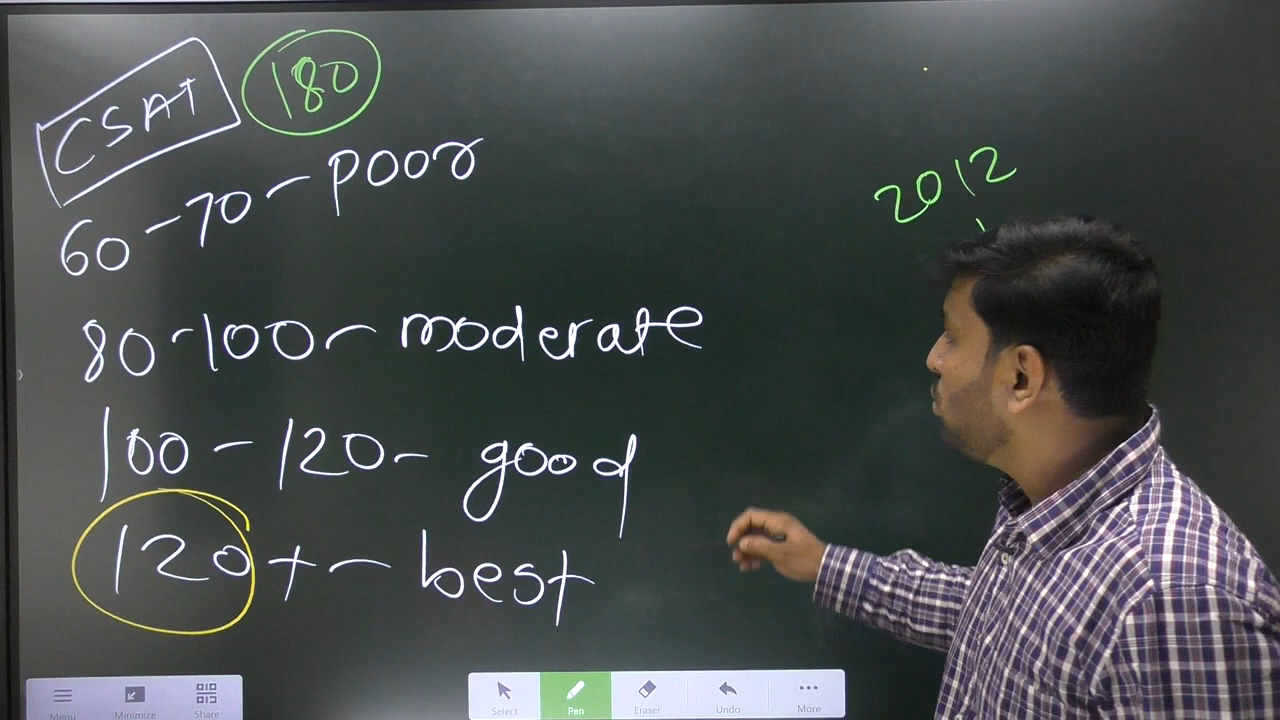 CSAT 180
60-70-poor
2012
80-100-moderate
100-120-good
120+-best
Menu Minimize Share Select Pen Eraser Undo More